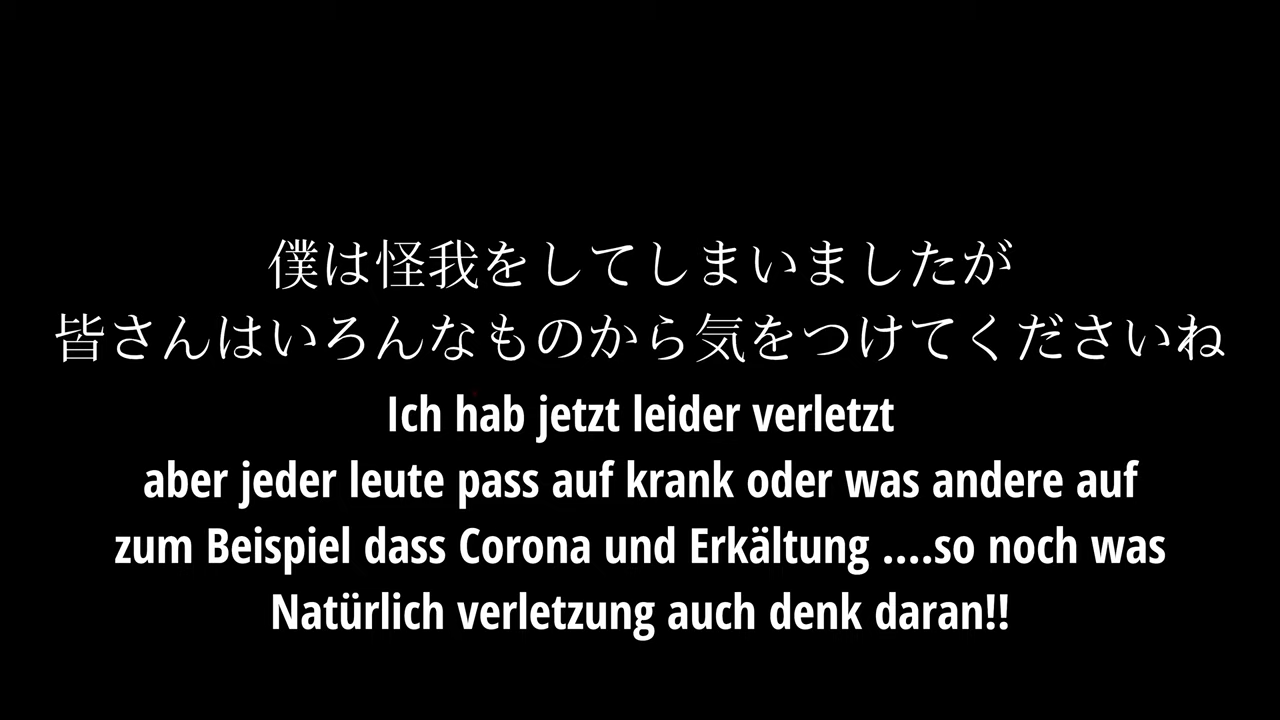 僕は怪我をしてしまいましたが
皆さんはいろんなものから気をつけてくださいね
Ich hab jetzt leider verletzt
aber jeder leute pass auf krank oder was andere auf
zum Beispiel dass Corona und Erkältung ....so noch was
Natürlich verletzung auch denk daran!!